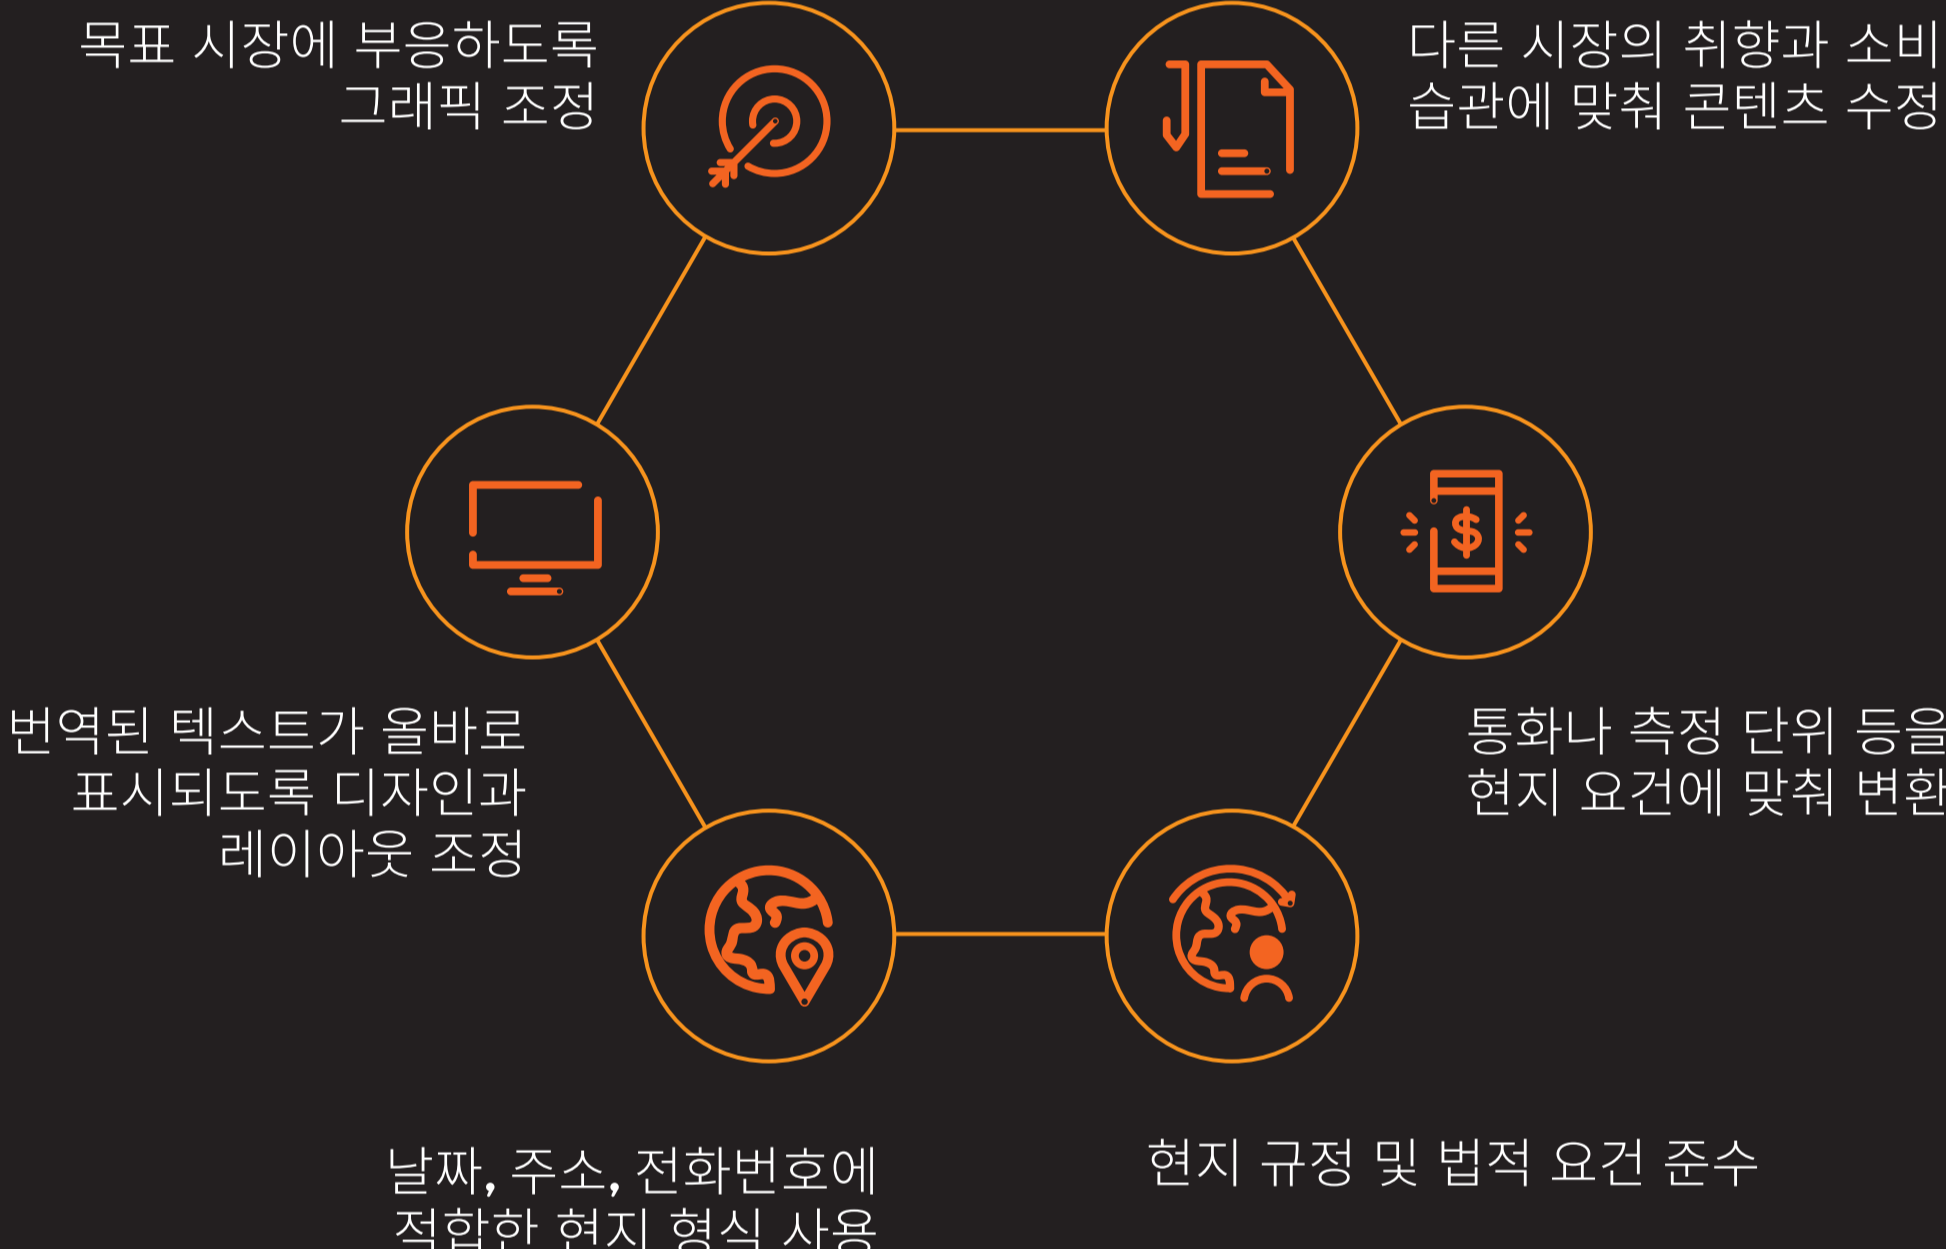 목표 시장에 부응하도록
그래픽 조정
다른 시장의 취향과 소비
습관에 맞춰 콘텐츠 수정
번역된 텍스트가 올바로
표시되도록 디자인과
레이아웃 조정
통화나 측정 단위 등을
현지 요건에 맞춰 변환
날짜, 주소, 전화번호에
적합한 현지 형식 사용
현지 규정 및 법적 요건 준수